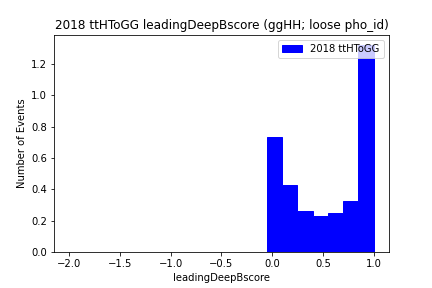 2018 ttHToGG leadingDeepBscore (ggHH; loose pho_id)
2018 ttHToGG
Number of Events
1.2
1.0
0.8
0.6
0.4
0.2
0.0
−2.0 −1.5 −1.0 −0.5 0.0 0.5 1.0
leadingDeepBscore